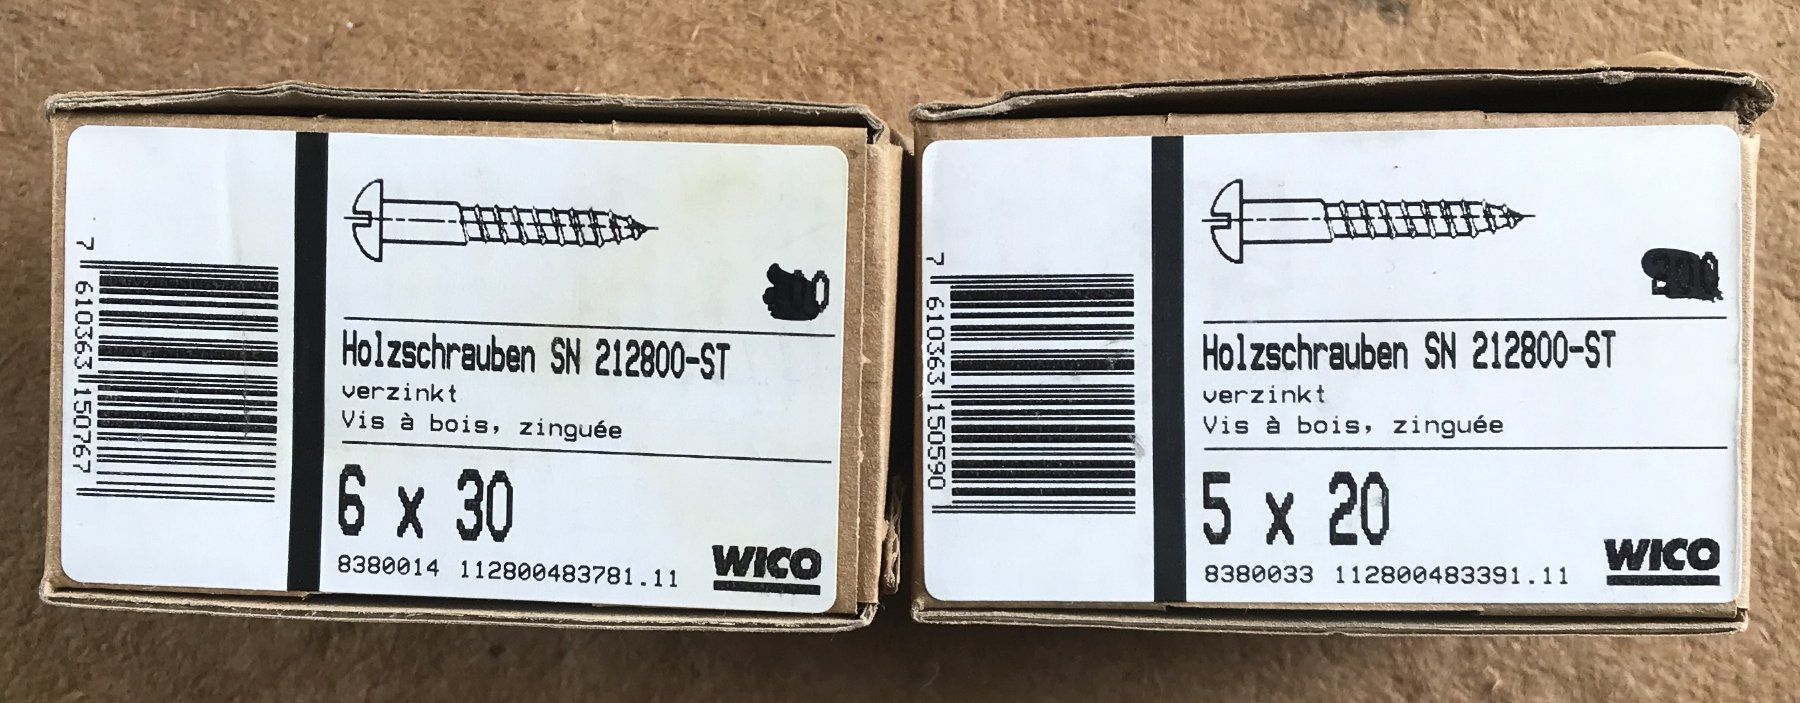 7 610363 150767
Holzschrauben SN 212800-ST
verzinkt
Vis à bois, zinguée
6 x 30
8380014 112800483781.11
WICO
7 610363 150590
Holzschrauben SN 212800-ST
verzinkt
Vis à bois, zinguée
5 x 20
8380033 112800483391.11
WICO